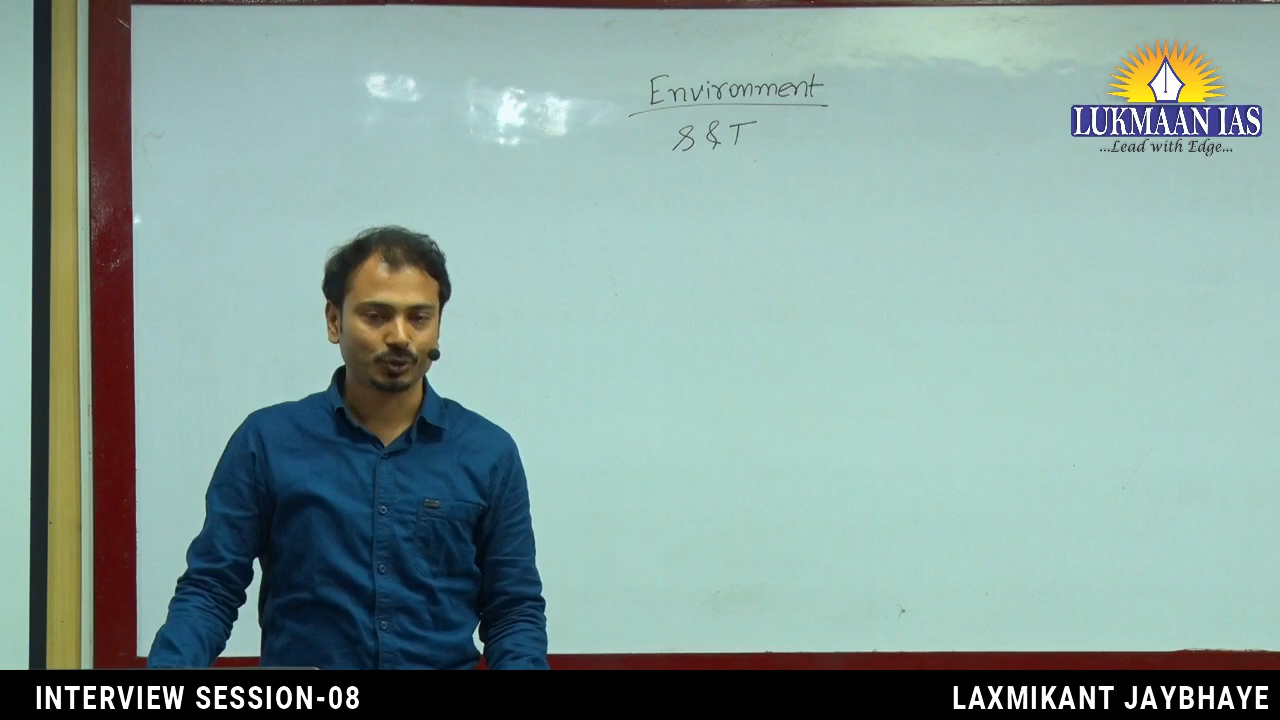 Environment
S & T
LUKMAAN IAS
...Lead with Edge...
INTERVIEW SESSION-08
LAXMIKANT JAYBHAYE